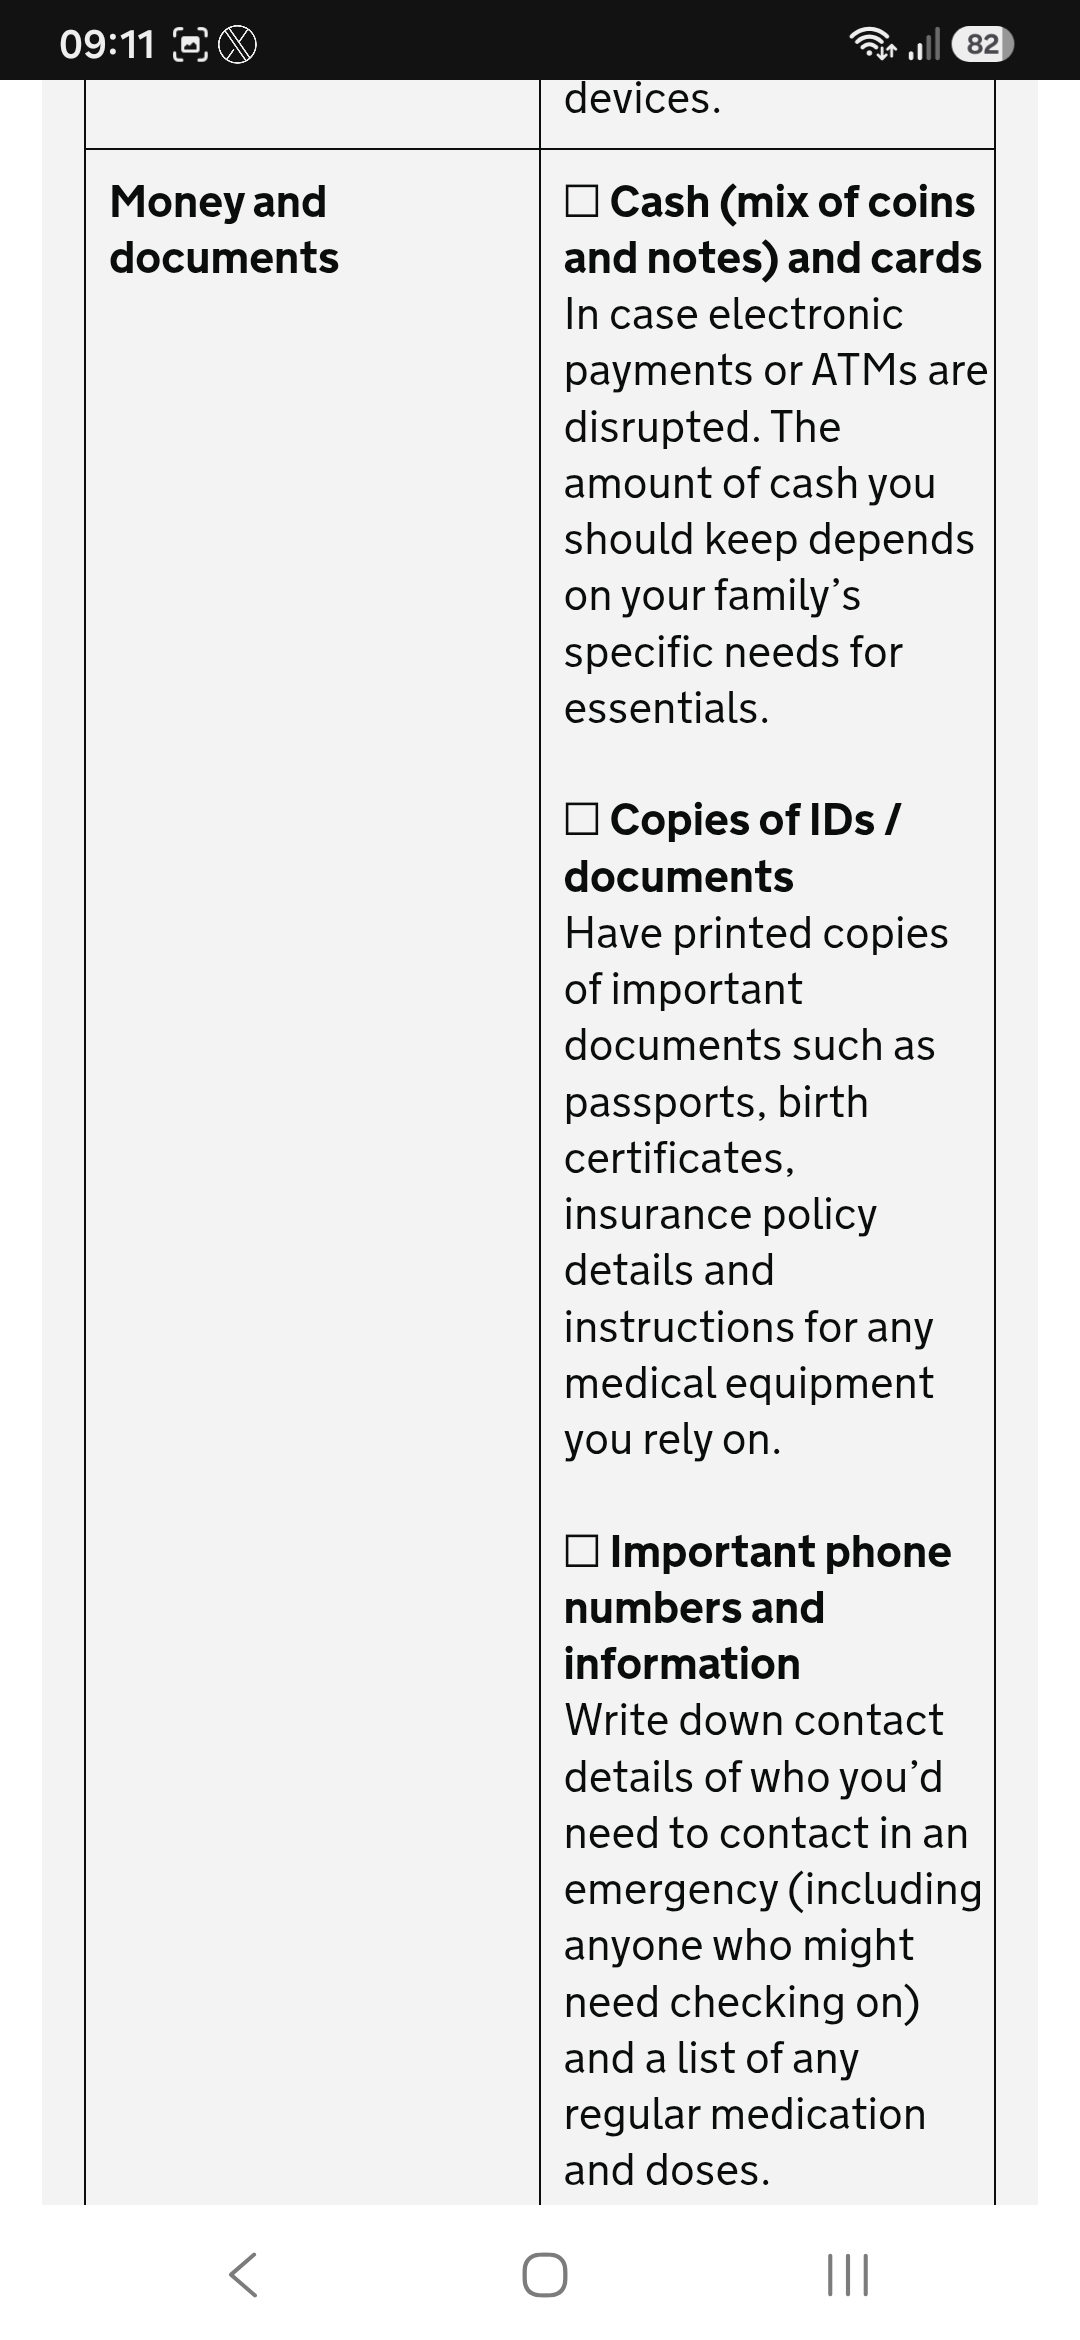 09:11
82
devices.
Money and
documents
☐ Cash (mix of coins
and notes) and cards
In case electronic
payments or ATMs are
disrupted. The
amount of cash you
should keep depends
on your family’s
specific needs for
essentials.
☐ Copies of IDs /
documents
Have printed copies
of important
documents such as
passports, birth
certificates,
insurance policy
details and
instructions for any
medical equipment
you rely on.
☐ Important phone
numbers and
information
Write down contact
details of who you’d
need to contact in an
emergency (including
anyone who might
need checking on)
and a list of any
regular medication
and doses.